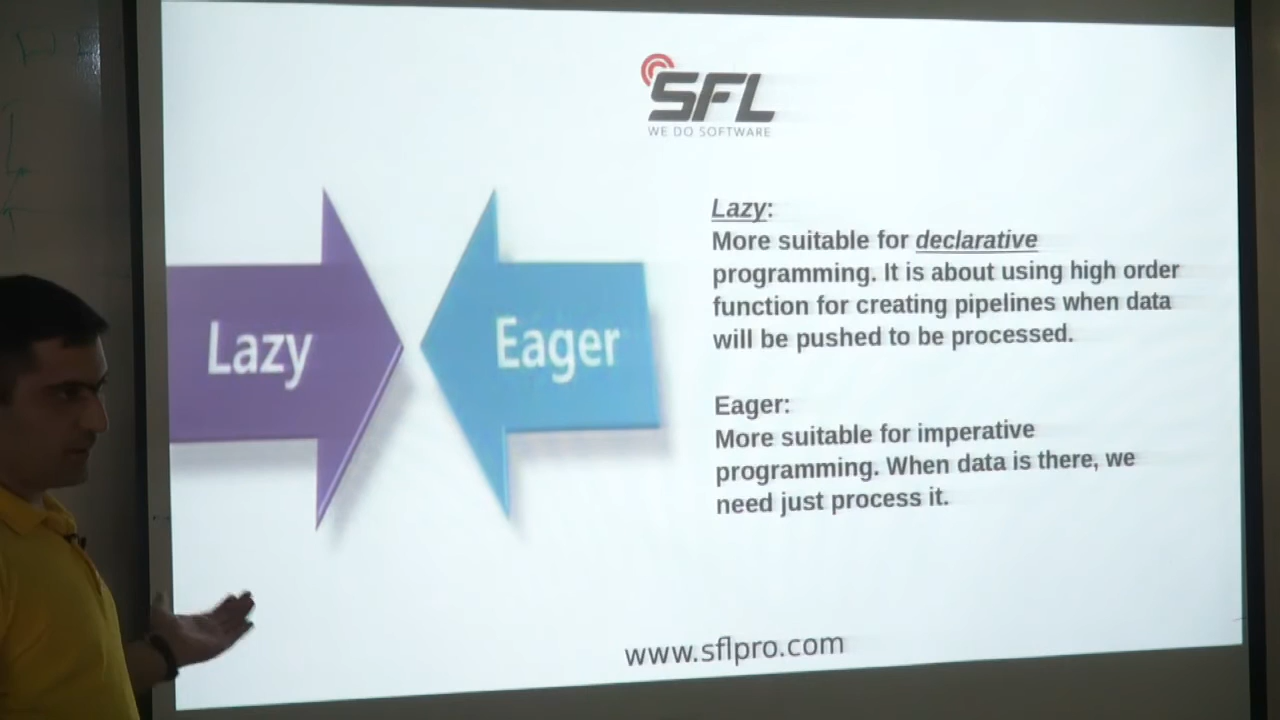 SFL
WE DO SOFTWARE
Lazy
Eager
Lazy:
More suitable for declarative
programming. It is about using high order
function for creating pipelines when data
will be pushed to be processed.
Eager:
More suitable for imperative
programming. When data is there, we
need just process it.
www.sflpro.com